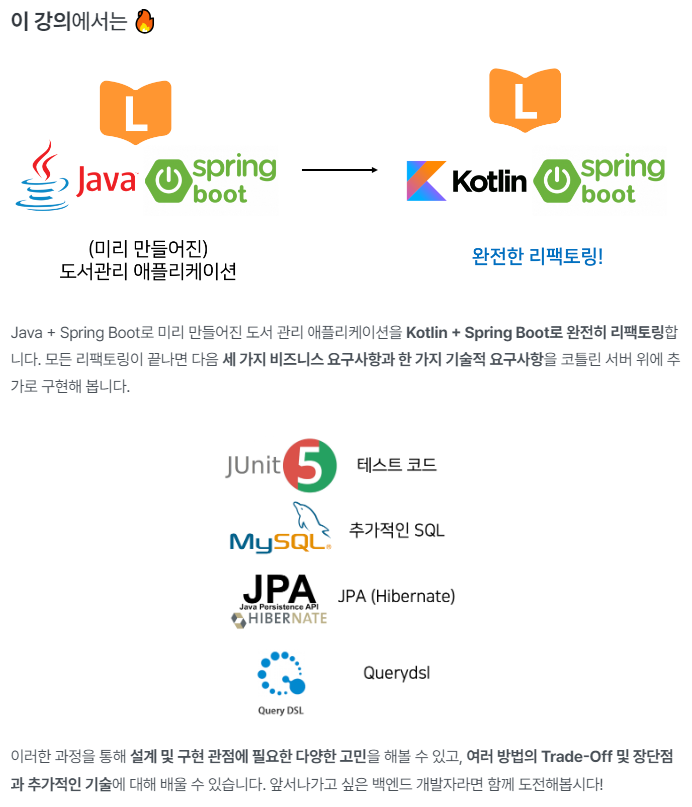 이 강의에서는
L
L
Java
spring
boot
Kotlin
spring
boot
(미리 만들어진)
도서관리 애플리케이션
완전한 리팩토링!
Java + Spring Boot로 미리 만들어진 도서 관리 애플리케이션을 Kotlin + Spring Boot로 완전히 리팩토링합
니다. 모든 리팩토링이 끝나면 다음 세 가지 비즈니스 요구사항과 한 가지 기술적 요구사항을 코틀린 서버 위에 추
가로 구현해 봅니다.
JUnit 5 테스트 코드
MySQL® 추가적인 SQL
JPA
Java Persistence API
HIBERNATE
JPA (Hibernate)
Query DSL
Querydsl
이러한 과정을 통해 설계 및 구현 관점에 필요한 다양한 고민을 해볼 수 있고, 여러 방법의 Trade-Off 및 장단점
과 추가적인 기술에 대해 배울 수 있습니다. 앞서나가고 싶은 백엔드 개발자라면 함께 도전해봅시다!